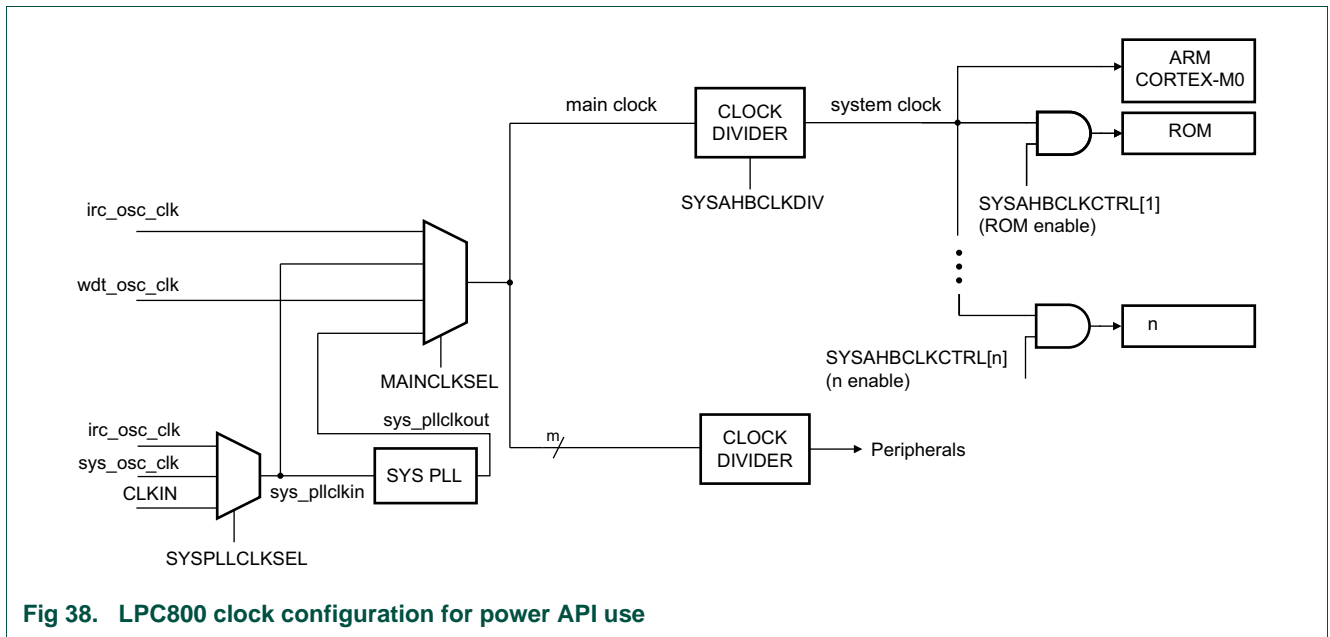 ARM
CORTEX-M0
main clock
CLOCK
DIVIDER
system clock
ROM
SYSAHBCLKDIV
SYSAHBCLKCTRL[1]
(ROM enable)
irc_osc_clk
wdt_osc_clk
n
SYSAHBCLKCTRL[n]
(n enable)
MAINCLKSEL
sys_pllclkout
irc_osc_clk
sys_osc_clk
CLKIN
sys_pllclkin
SYS PLL
m
CLOCK
DIVIDER
Peripherals
SYSPLLCLKSEL
Fig 38. LPC800 clock configuration for power API use